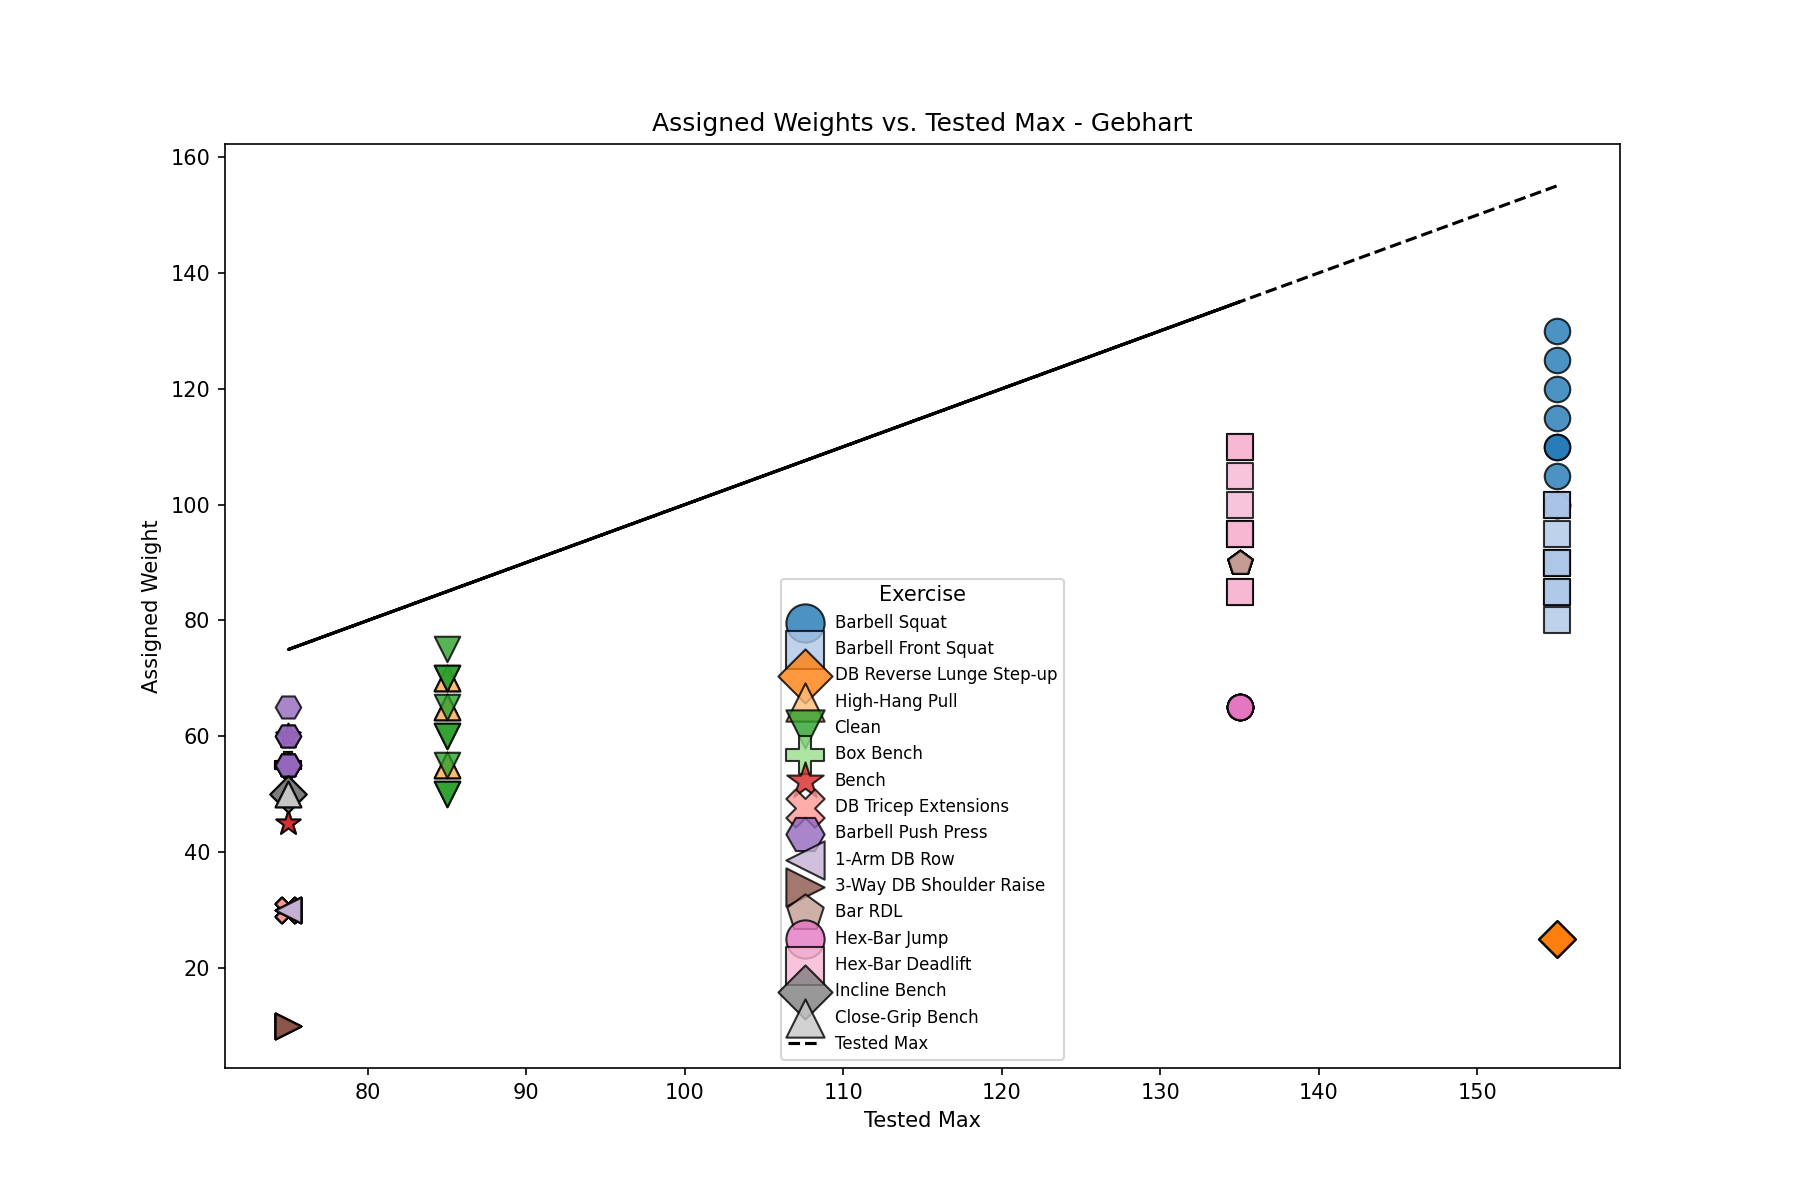 Assigned Weights vs. Tested Max - Gebhart
160
140
120
100
80
60
40
20
Assigned Weight
Exercise
Barbell Squat
Barbell Front Squat
DB Reverse Lunge Step-up
High-Hang Pull
Clean
Box Bench
Bench
DB Tricep Extensions
Barbell Push Press
1-Arm DB Row
3-Way DB Shoulder Raise
Bar RDL
Hex-Bar Jump
Hex-Bar Deadlift
Incline Bench
Close-Grip Bench
Tested Max
80 90 100 110 120 130 140 150
Tested Max